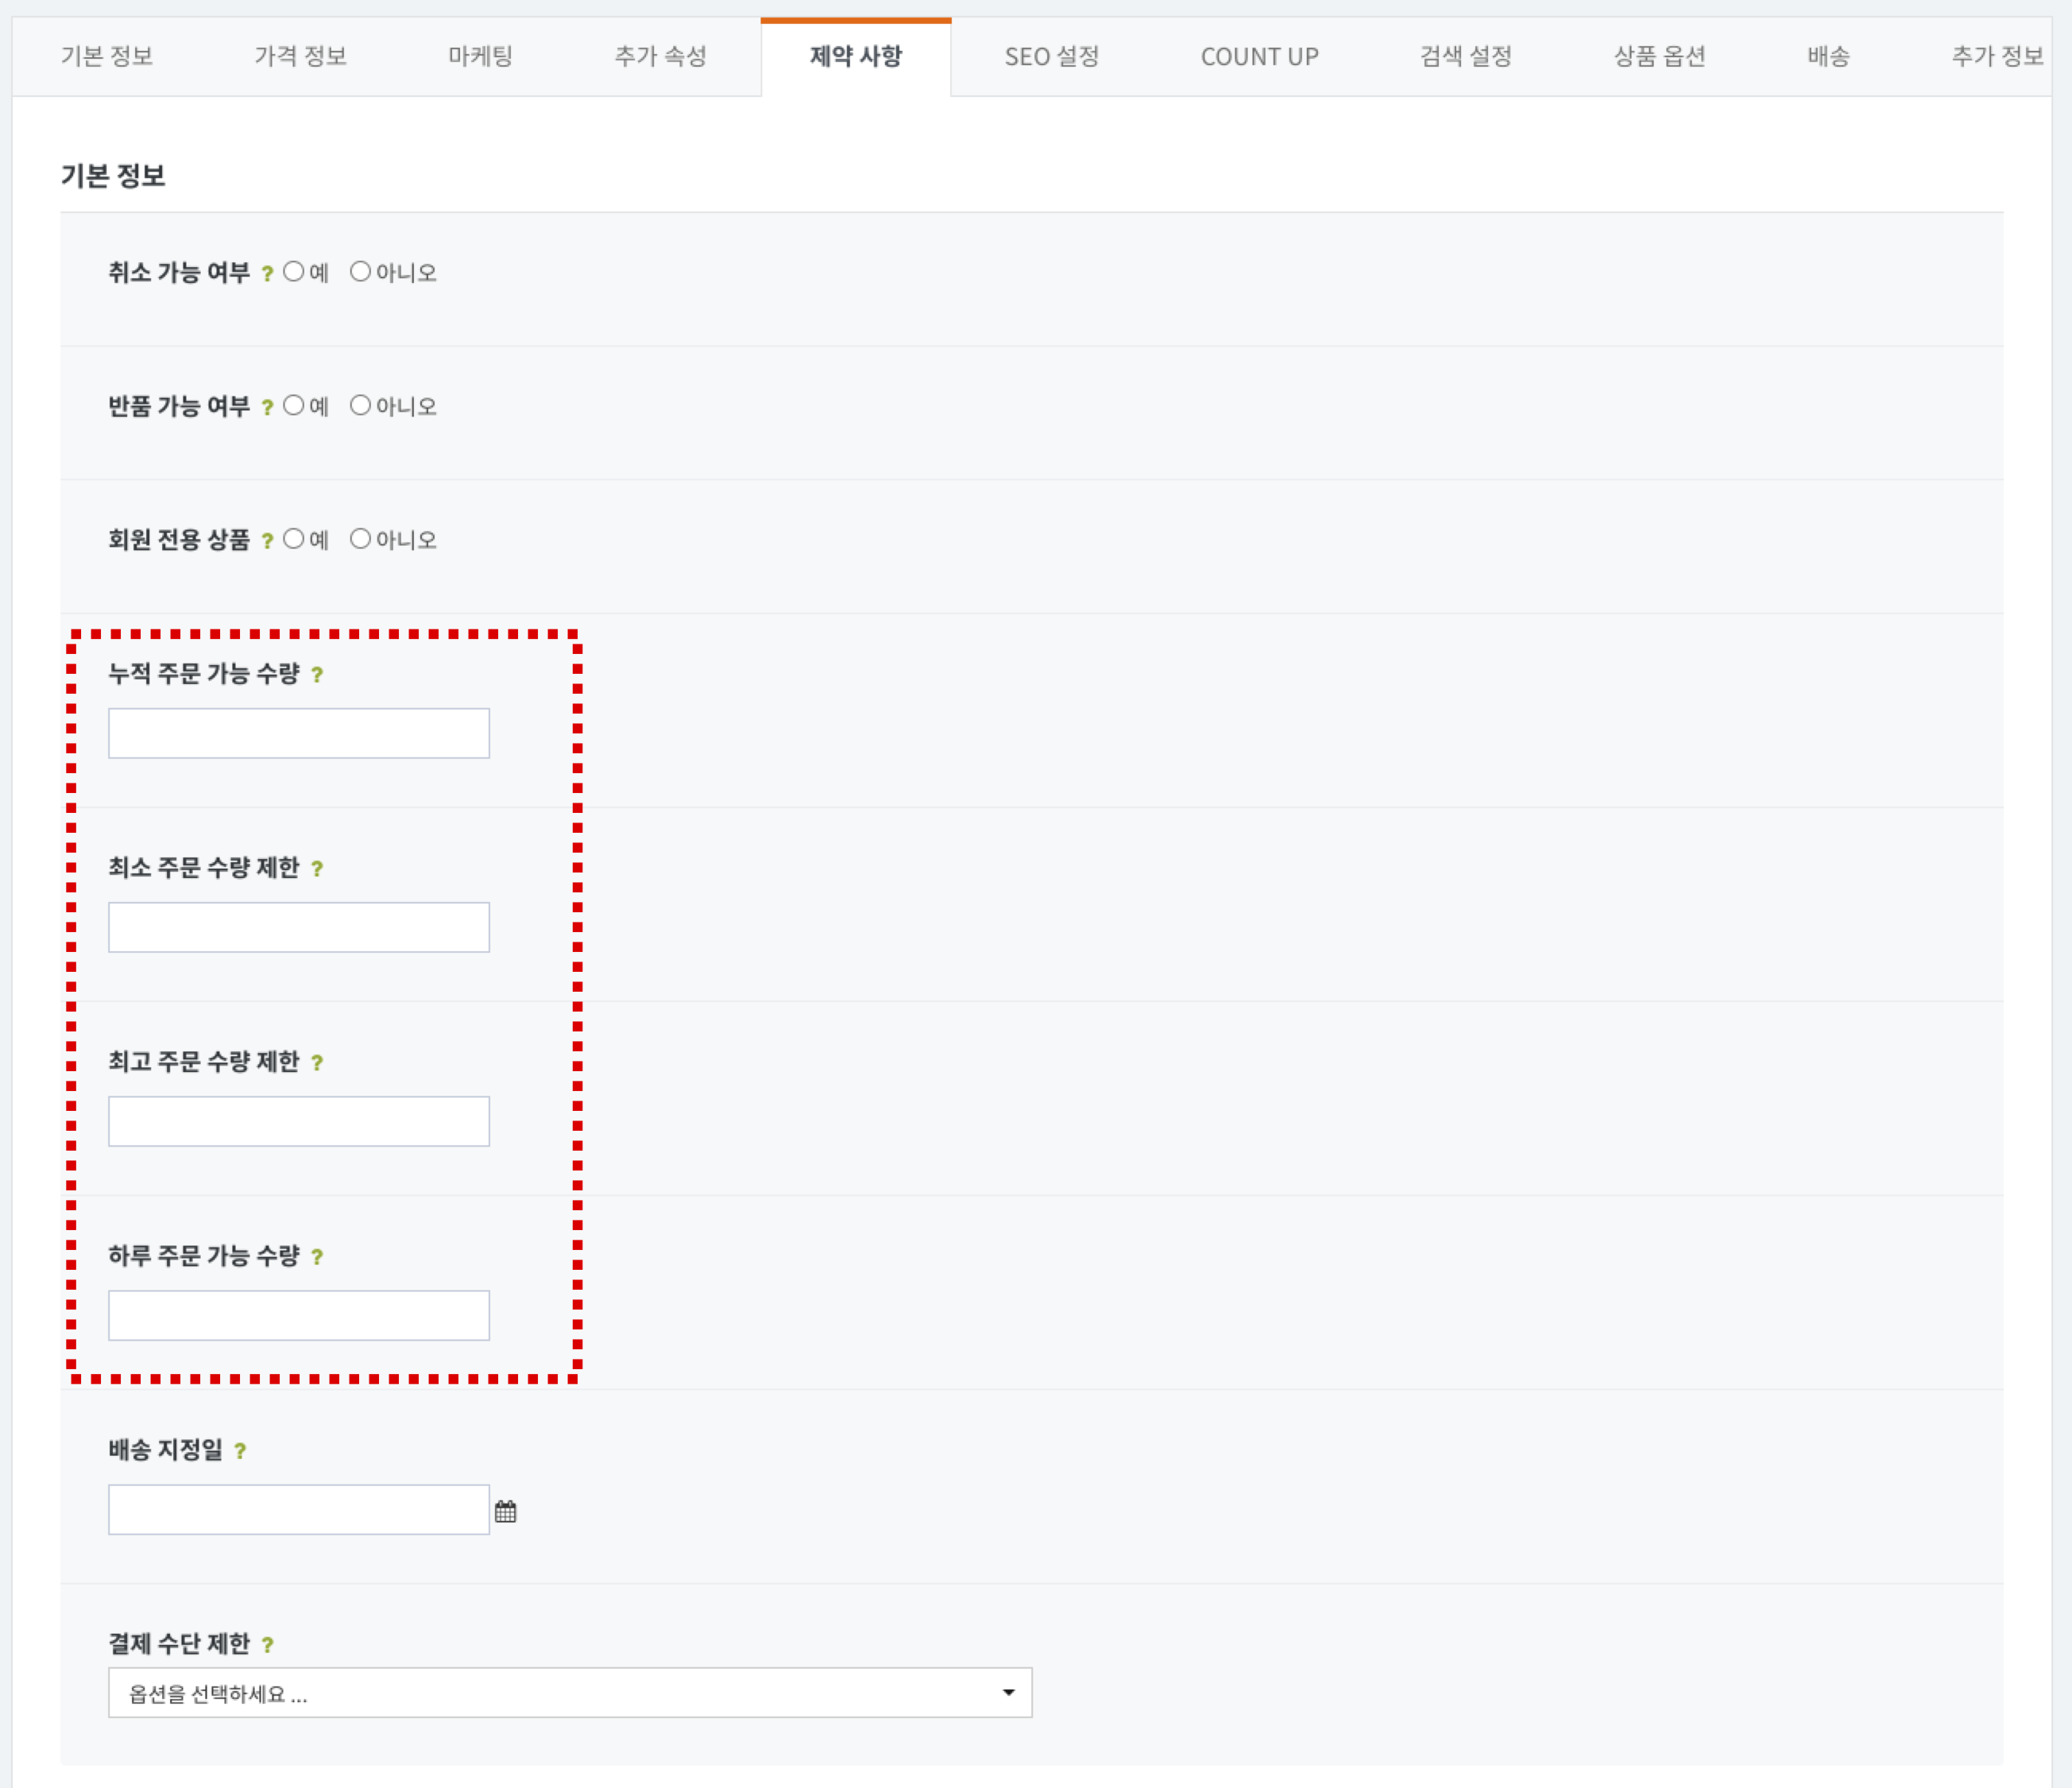 기본 정보 가격 정보 마케팅 추가 속성 제약 사항 SEO 설정 COUNT UP 검색 설정 상품 옵션 배송 추가 정보
기본 정보
취소 가능 여부 ? 예 아니오
반품 가능 여부 ? 예 아니오
회원 전용 상품 ? 예 아니오
누적 주문 가능 수량 ?
최소 주문 수량 제한 ?
최고 주문 수량 제한 ?
하루 주문 가능 수량 ?
배송 지정일 ?
결제 수단 제한 ?
옵션을 선택하세요 ...